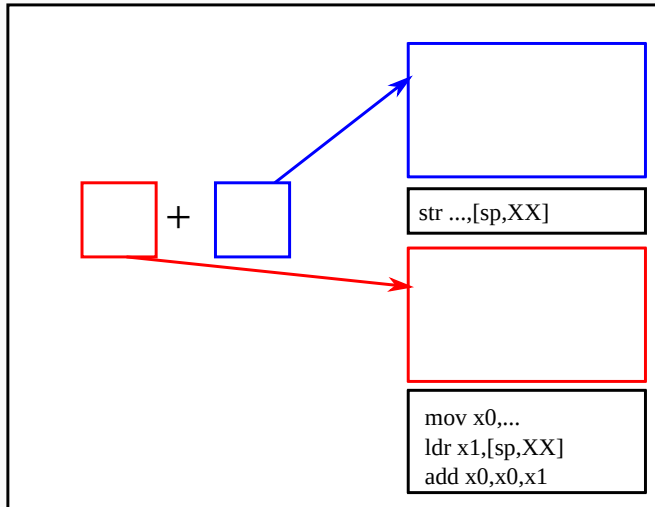 +
str ...,[sp,XX]
mov x0,...
ldr x1,[sp,XX]
add x0,x0,x1